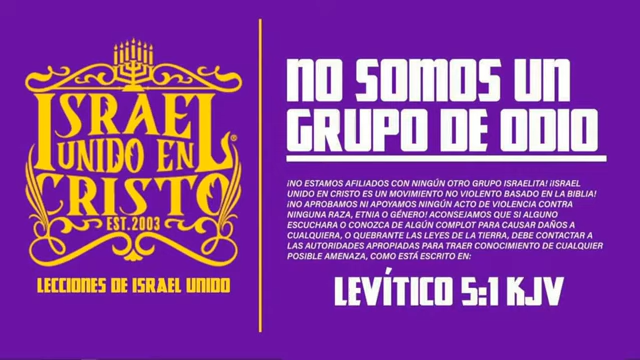 ISRAEL
UNIDO EN
CRISTO®
EST.2003
LECCIONES DE ISRAEL UNIDO
NO SOMOS UN
GRUPO DE ODIO
¡NO ESTAMOS AFILIADOS CON NINGÚN OTRO GRUPO ISRAELITA! ¡ISRAEL
UNIDO EN CRISTO ES UN MOVIMIENTO NO VIOLENTO BASADO EN LA BIBLIA!
¡NO APROBAMOS NI APOYAMOS NINGÚN ACTO DE VIOLENCIA CONTRA
NINGUNA RAZA, ETNIA O GÉNERO! ACONSEJAMOS QUE SI ALGUNO
ESCUCHARA O CONOZCA DE ALGÚN COMPLOT PARA CAUSAR DAÑOS A
CUALQUIERA, O QUEBRANTE LAS LEYES DE LA TIERRA, DEBE CONTACTAR A
LAS AUTORIDADES APROPIADAS PARA TRAER CONOCIMIENTO DE CUALQUIER
POSIBLE AMENAZA, COMO ESTÁ ESCRITO EN:
LEVÍTICO 5:1 KJV